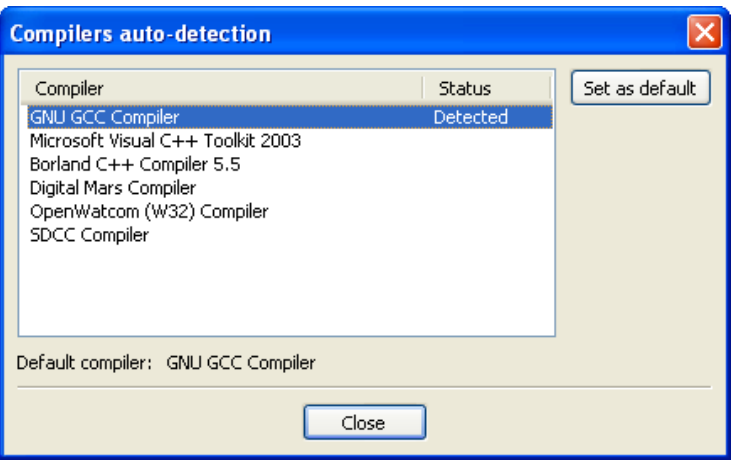 Compilers auto-detection
Compiler Status
Set as default
GNU GCC Compiler Detected
Microsoft Visual C++ Toolkit 2003
Borland C++ Compiler 5.5
Digital Mars Compiler
OpenWatcom (W32) Compiler
SDCC Compiler
Default compiler: GNU GCC Compiler
Close